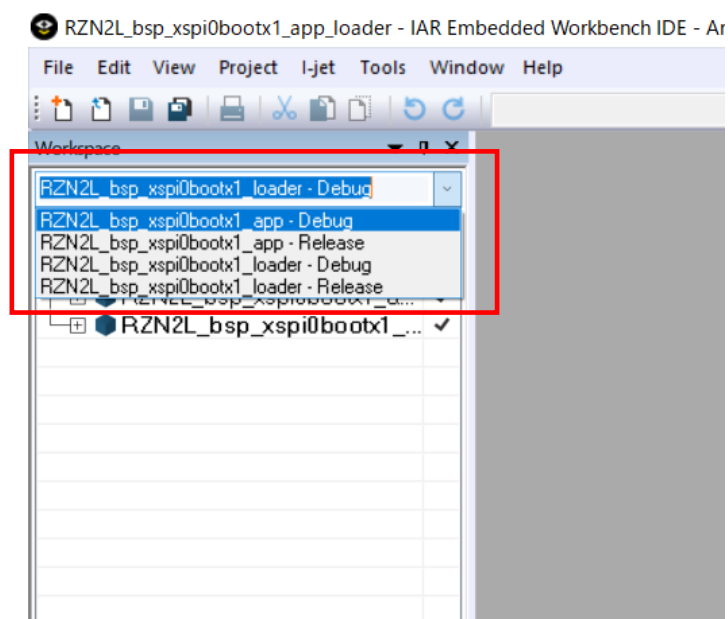 RZN2L_bsp_xspi0bootx1_app_loader - IAR Embedded Workbench IDE - Ar
File Edit View Project I-jet Tools Window Help
Workspace
RZN2L_bsp_xspi0bootx1_loader - Debug
RZN2L_bsp_xspi0bootx1_app - Debug
RZN2L_bsp_xspi0bootx1_app - Release
RZN2L_bsp_xspi0bootx1_loader - Debug
RZN2L_bsp_xspi0bootx1_loader - Release
RZN2L_bsp_xspi0bootx1_a...
RZN2L_bsp_xspi0bootx1_...